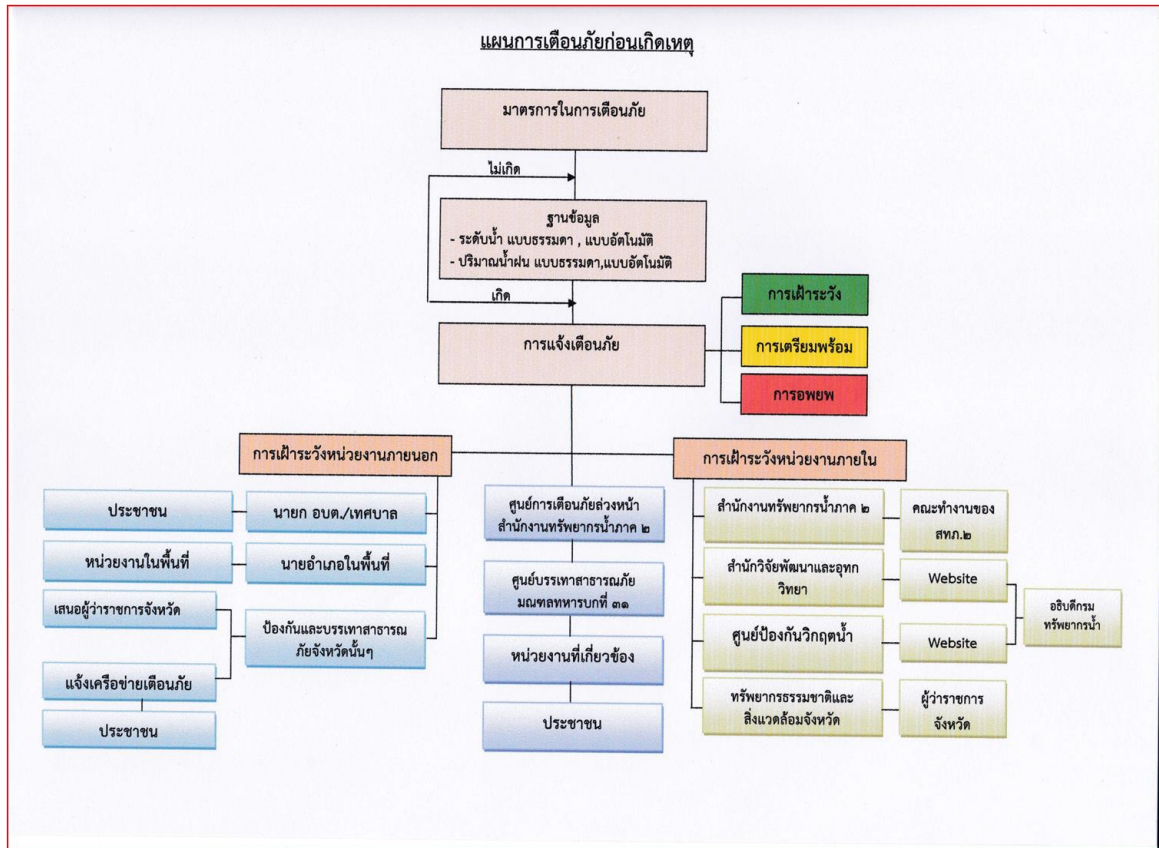 แผนการเตือนภัยก่อนเกิดเหตุ
มาตรการในการเตือนภัย
ไม่เกิด
ฐานข้อมูล
- ระดับน้ำ แบบธรรมดา , แบบอัตโนมัติ
- ปริมาณน้ำฝน แบบธรรมดา,แบบอัตโนมัติ
เกิด
การแจ้งเตือนภัย
การเฝ้าระวัง
การเตรียมพร้อม
การอพยพ
การเฝ้าระวังหน่วยงานภายนอก
ประชาชน
นายก อบต./เทศบาล
หน่วยงานในพื้นที่
นายอำเภอในพื้นที่
เสนอผู้ว่าราชการจังหวัด
ป้องกันและบรรเทาสาธารณ
ภัยจังหวัดนั้นๆ
แจ้งเครือข่ายเตือนภัย
ประชาชน
ศูนย์การเตือนภัยล่วงหน้า
สำนักงานทรัพยากรน้ำภาค ๒
ศูนย์บรรเทาสาธารณภัย
มณฑลทหารบกที่ ๓๑
หน่วยงานที่เกี่ยวข้อง
ประชาชน
การเฝ้าระวังหน่วยงานภายใน
สำนักงานทรัพยากรน้ำภาค ๒
คณะทำงานของ
สทภ.๒
สำนักวิจัยพัฒนาและอุทก
วิทยา
Website
ศูนย์ป้องกันวิกฤตน้ำ
Website
อธิบดีกรม
ทรัพยากรน้ำ
ทรัพยากรธรรมชาติและ
สิ่งแวดล้อมจังหวัด
ผู้ว่าราชการ
จังหวัด